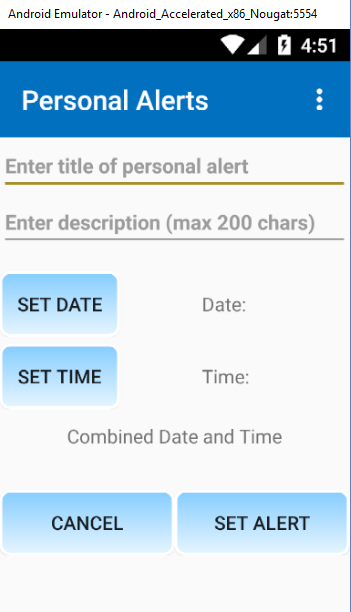 Android Emulator - Android_Accelerated_x86_Nougat:5554
4:51
Personal Alerts
Enter title of personal alert
Enter description (max 200 chars)
SET DATE Date:
SET TIME Time:
Combined Date and Time
CANCEL SET ALERT